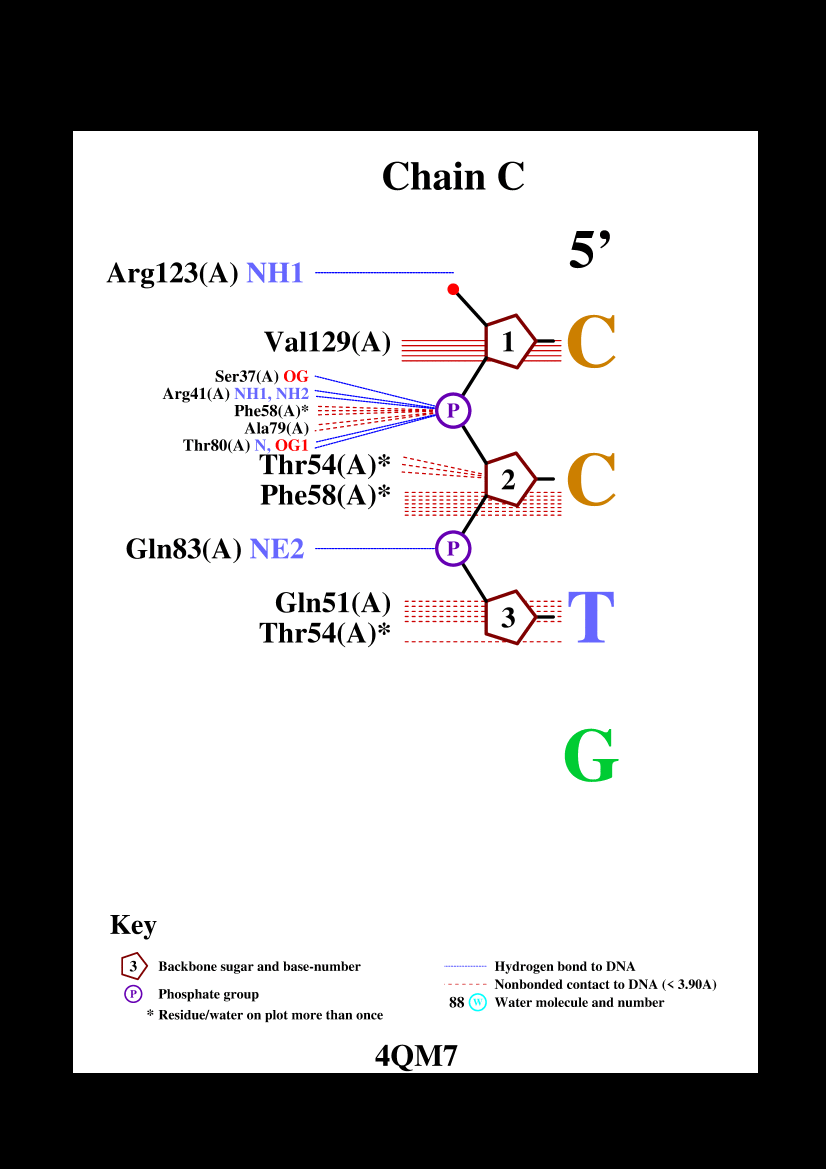 Chain C
5’
Arg123(A) NH1
Val129(A) 1 C
Ser37(A) OG
Arg41(A) NH1, NH2
Phe58(A)* P
Ala79(A)
Thr80(A) N, OG1
Thr54(A)*
2 C
Phe58(A)*
Gln83(A) NE2 P
Gln51(A)
3 T
Thr54(A)*
G
Key
3 Backbone sugar and base-number
P Phosphate group
* Residue/water on plot more than once
Hydrogen bond to DNA
Nonbonded contact to DNA (< 3.90A)
88 W Water molecule and number
4QM7